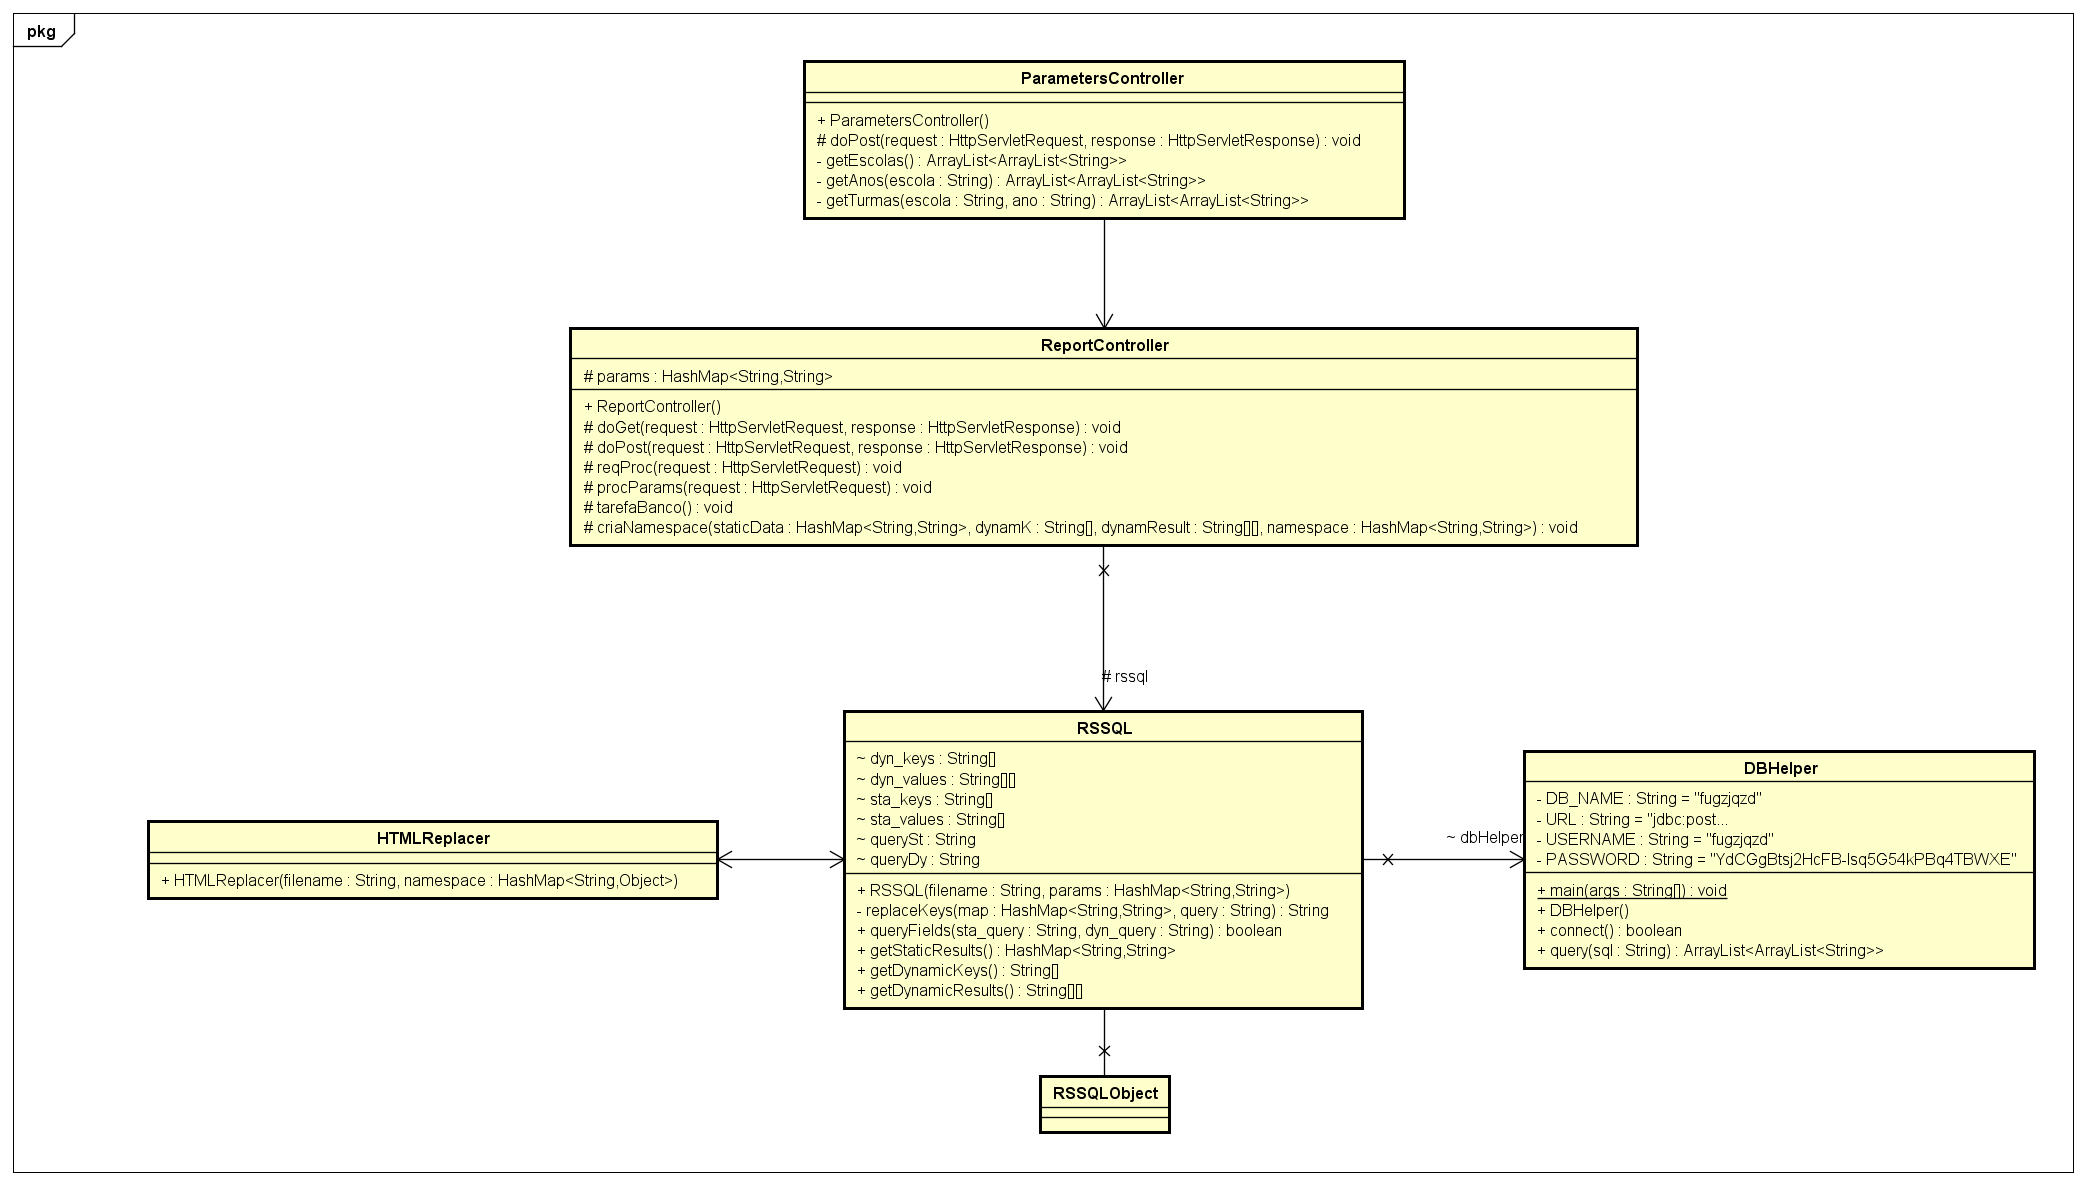 pkg
ParametersController
+ ParametersController()
# doPost(request : HttpServletRequest, response : HttpServletResponse) : void
- getEscolas() : ArrayList<ArrayList<String>>
- getAnos(escola : String) : ArrayList<ArrayList<String>>
- getTurmas(escola : String, ano : String) : ArrayList<ArrayList<String>>
ReportController
# params : HashMap<String,String>
+ ReportController()
# doGet(request : HttpServletRequest, response : HttpServletResponse) : void
# doPost(request : HttpServletRequest, response : HttpServletResponse) : void
# reqProc(request : HttpServletRequest) : void
# procParams(request : HttpServletRequest) : void
# tarefaBanco() : void
# criaNamespace(staticData : HashMap<String,String>, dynamK : String[], dynamResult : String[][], namespace : HashMap<String,String>) : void
# rssql
RSSQL
~ dyn_keys : String[]
~ dyn_values : String[][]
~ sta_keys : String[]
~ sta_values : String[]
~ querySt : String
~ queryDy : String
+ RSSQL(filename : String, params : HashMap<String,String>)
- replaceKeys(map : HashMap<String,String>, query : String) : String
+ queryFields(sta_query : String, dyn_query : String) : boolean
+ getStaticResults() : HashMap<String,String>
+ getDynamicKeys() : String[]
+ getDynamicResults() : String[][]
HTMLReplacer
+ HTMLReplacer(filename : String, namespace : HashMap<String,Object>)
~ dbHelper
DBHelper
- DB_NAME : String = "fugzjqzd"
- URL : String = "jdbc:post...
- USERNAME : String = "fugzjqzd"
- PASSWORD : String = "YdCGgBtsj2HcFB-Isq5G54kPBq4TBWXE"
+ main(args : String[]) : void
+ DBHelper()
+ connect() : boolean
+ query(sql : String) : ArrayList<ArrayList<String>>
RSSQLObject